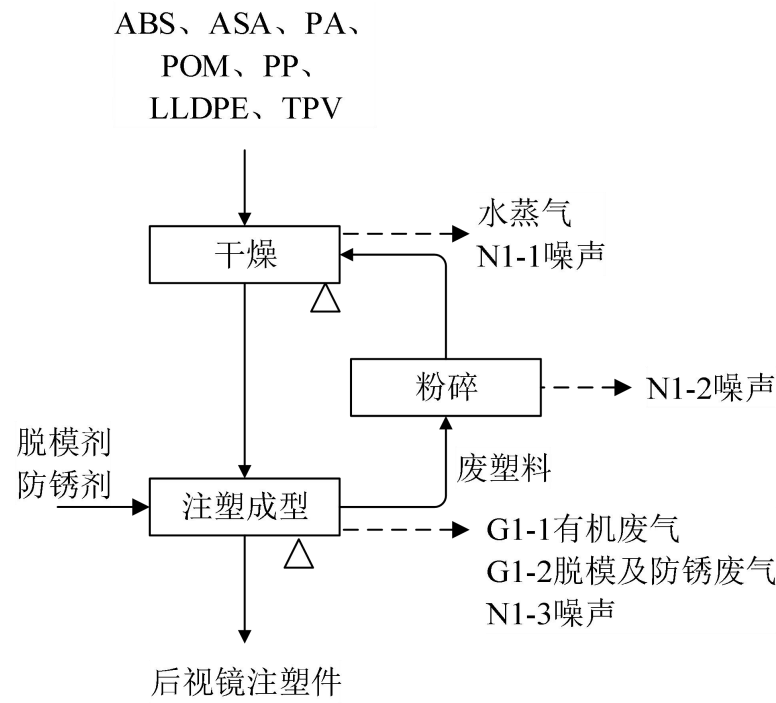 ABS、ASA、PA、
POM、PP、
LLDPE、TPV
水蒸气
N1-1噪声
干燥
粉碎
N1-2噪声
脱模剂
防锈剂
废塑料
注塑成型
G1-1有机废气
G1-2脱模及防锈废气
N1-3噪声
后视镜注塑件